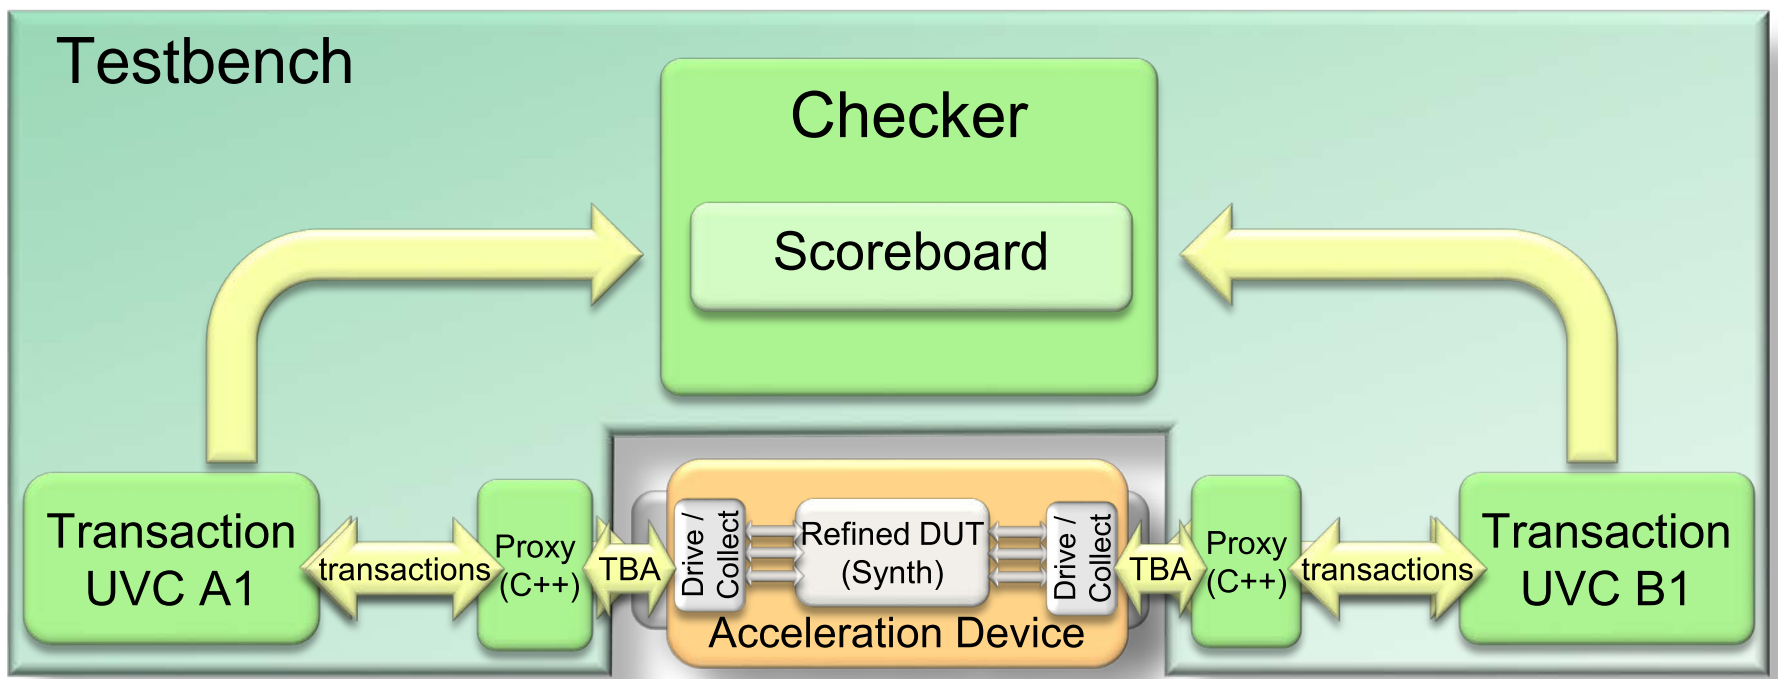 Testbench
Checker
Scoreboard
Transaction
UVC A1
transactions
Proxy
(C++)
TBA
Drive /
Collect
Refined DUT
(Synth)
Drive /
Collect
TBA
Proxy
(C++)
transactions
Transaction
UVC B1
Acceleration Device